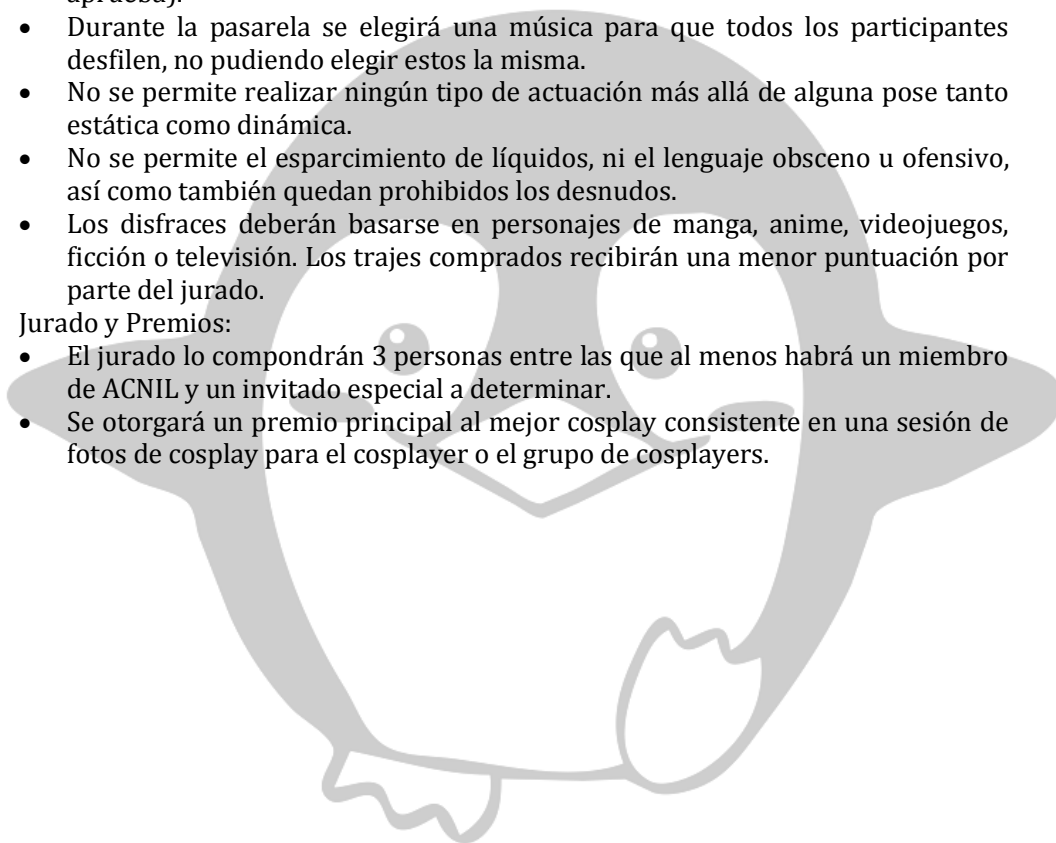 • Durante la pasarela se elegirá una música para que todos los participantes
desfilen, no pudiendo elegir estos la misma.
• No se permite realizar ningún tipo de actuación más allá de alguna pose tanto
estática como dinámica.
• No se permite el esparcimiento de líquidos, ni el lenguaje obsceno u ofensivo,
así como también quedan prohibidos los desnudos.
• Los disfraces deberán basarse en personajes de manga, anime, videojuegos,
ficción o televisión. Los trajes comprados recibirán una menor puntuación por
parte del jurado.
Jurado y Premios:
• El jurado lo compondrán 3 personas entre las que al menos habrá un miembro
de ACNIL y un invitado especial a determinar.
• Se otorgará un premio principal al mejor cosplay consistente en una sesión de
fotos de cosplay para el cosplayer o el grupo de cosplayers.